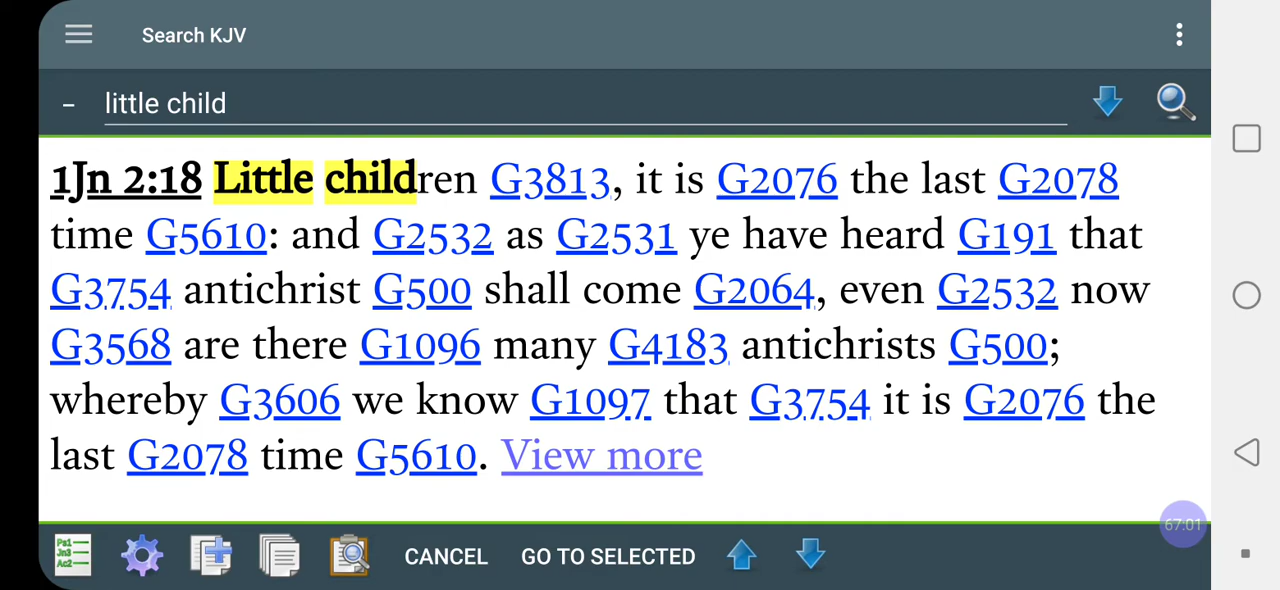 Search KJV
little child
1Jn 2:18 Little children G3813, it is G2076 the last G2078
time G5610: and G2532 as G2531 ye have heard G191 that
G3754 antichrist G500 shall come G2064, even G2532 now
G3568 are there G1096 many G4183 antichrists G500;
whereby G3606 we know G1097 that G3754 it is G2076 the
last G2078 time G5610. View more
67:01
Ps1
Jn3
Ac2
CANCEL GO TO SELECTED